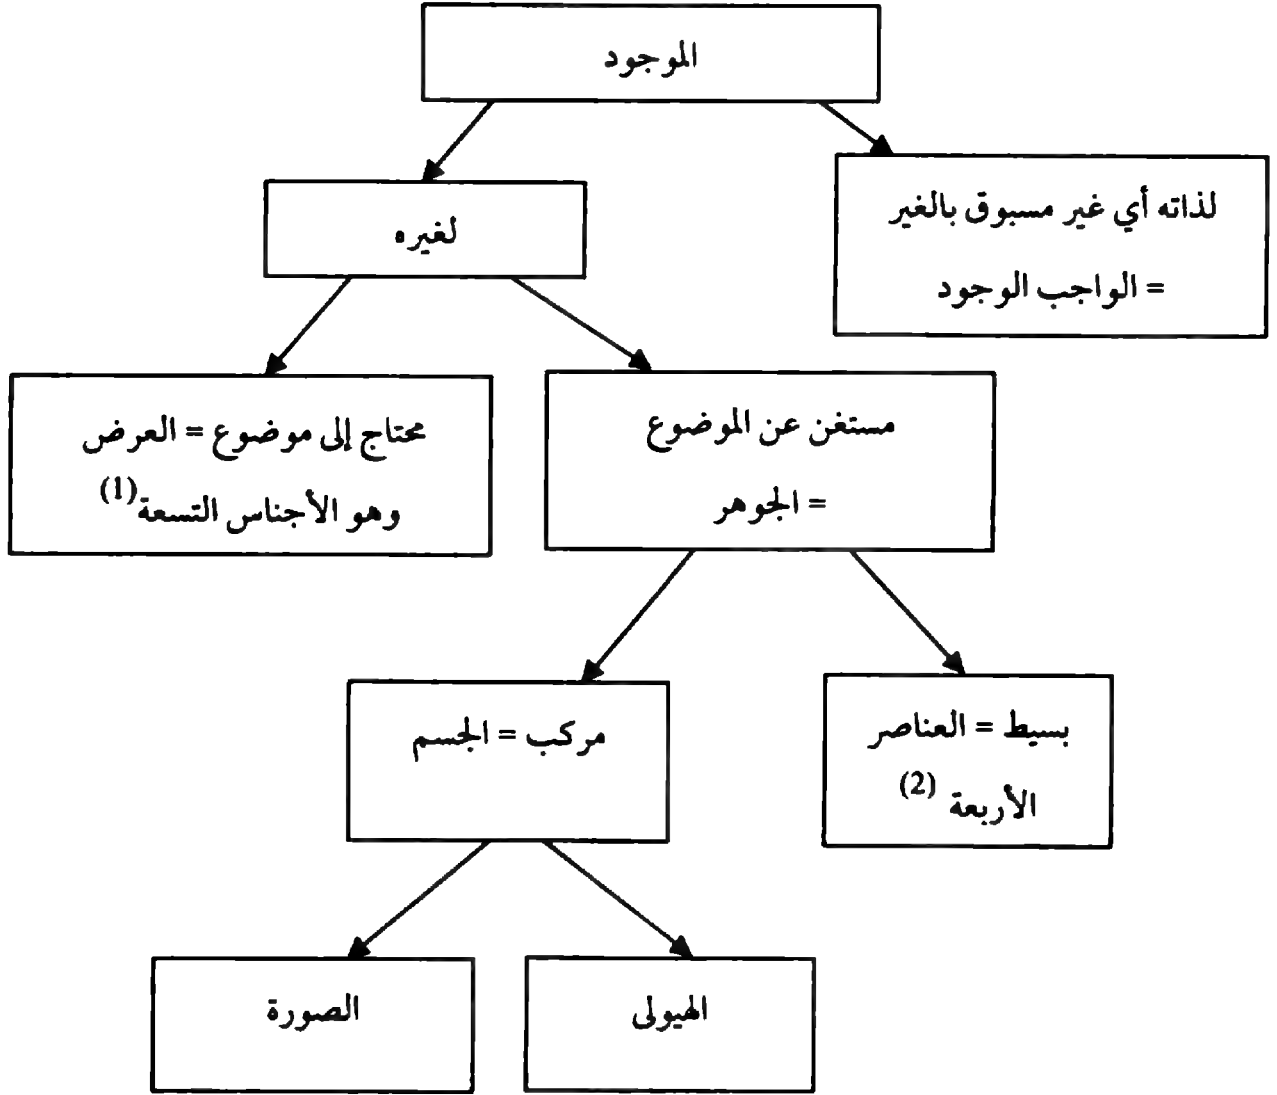 الموجود
لذاته أي غير مسبوق بالغير
= الواجب الوجود
لغيره
مستغن عن الموضوع
= الجوهر
محتاج إلى موضوع = العرض
وهو الأجناس التسعة(1)
بسيط = العناصر
الأربعة (2)
مركب = الجسم
الهيولى
الصورة